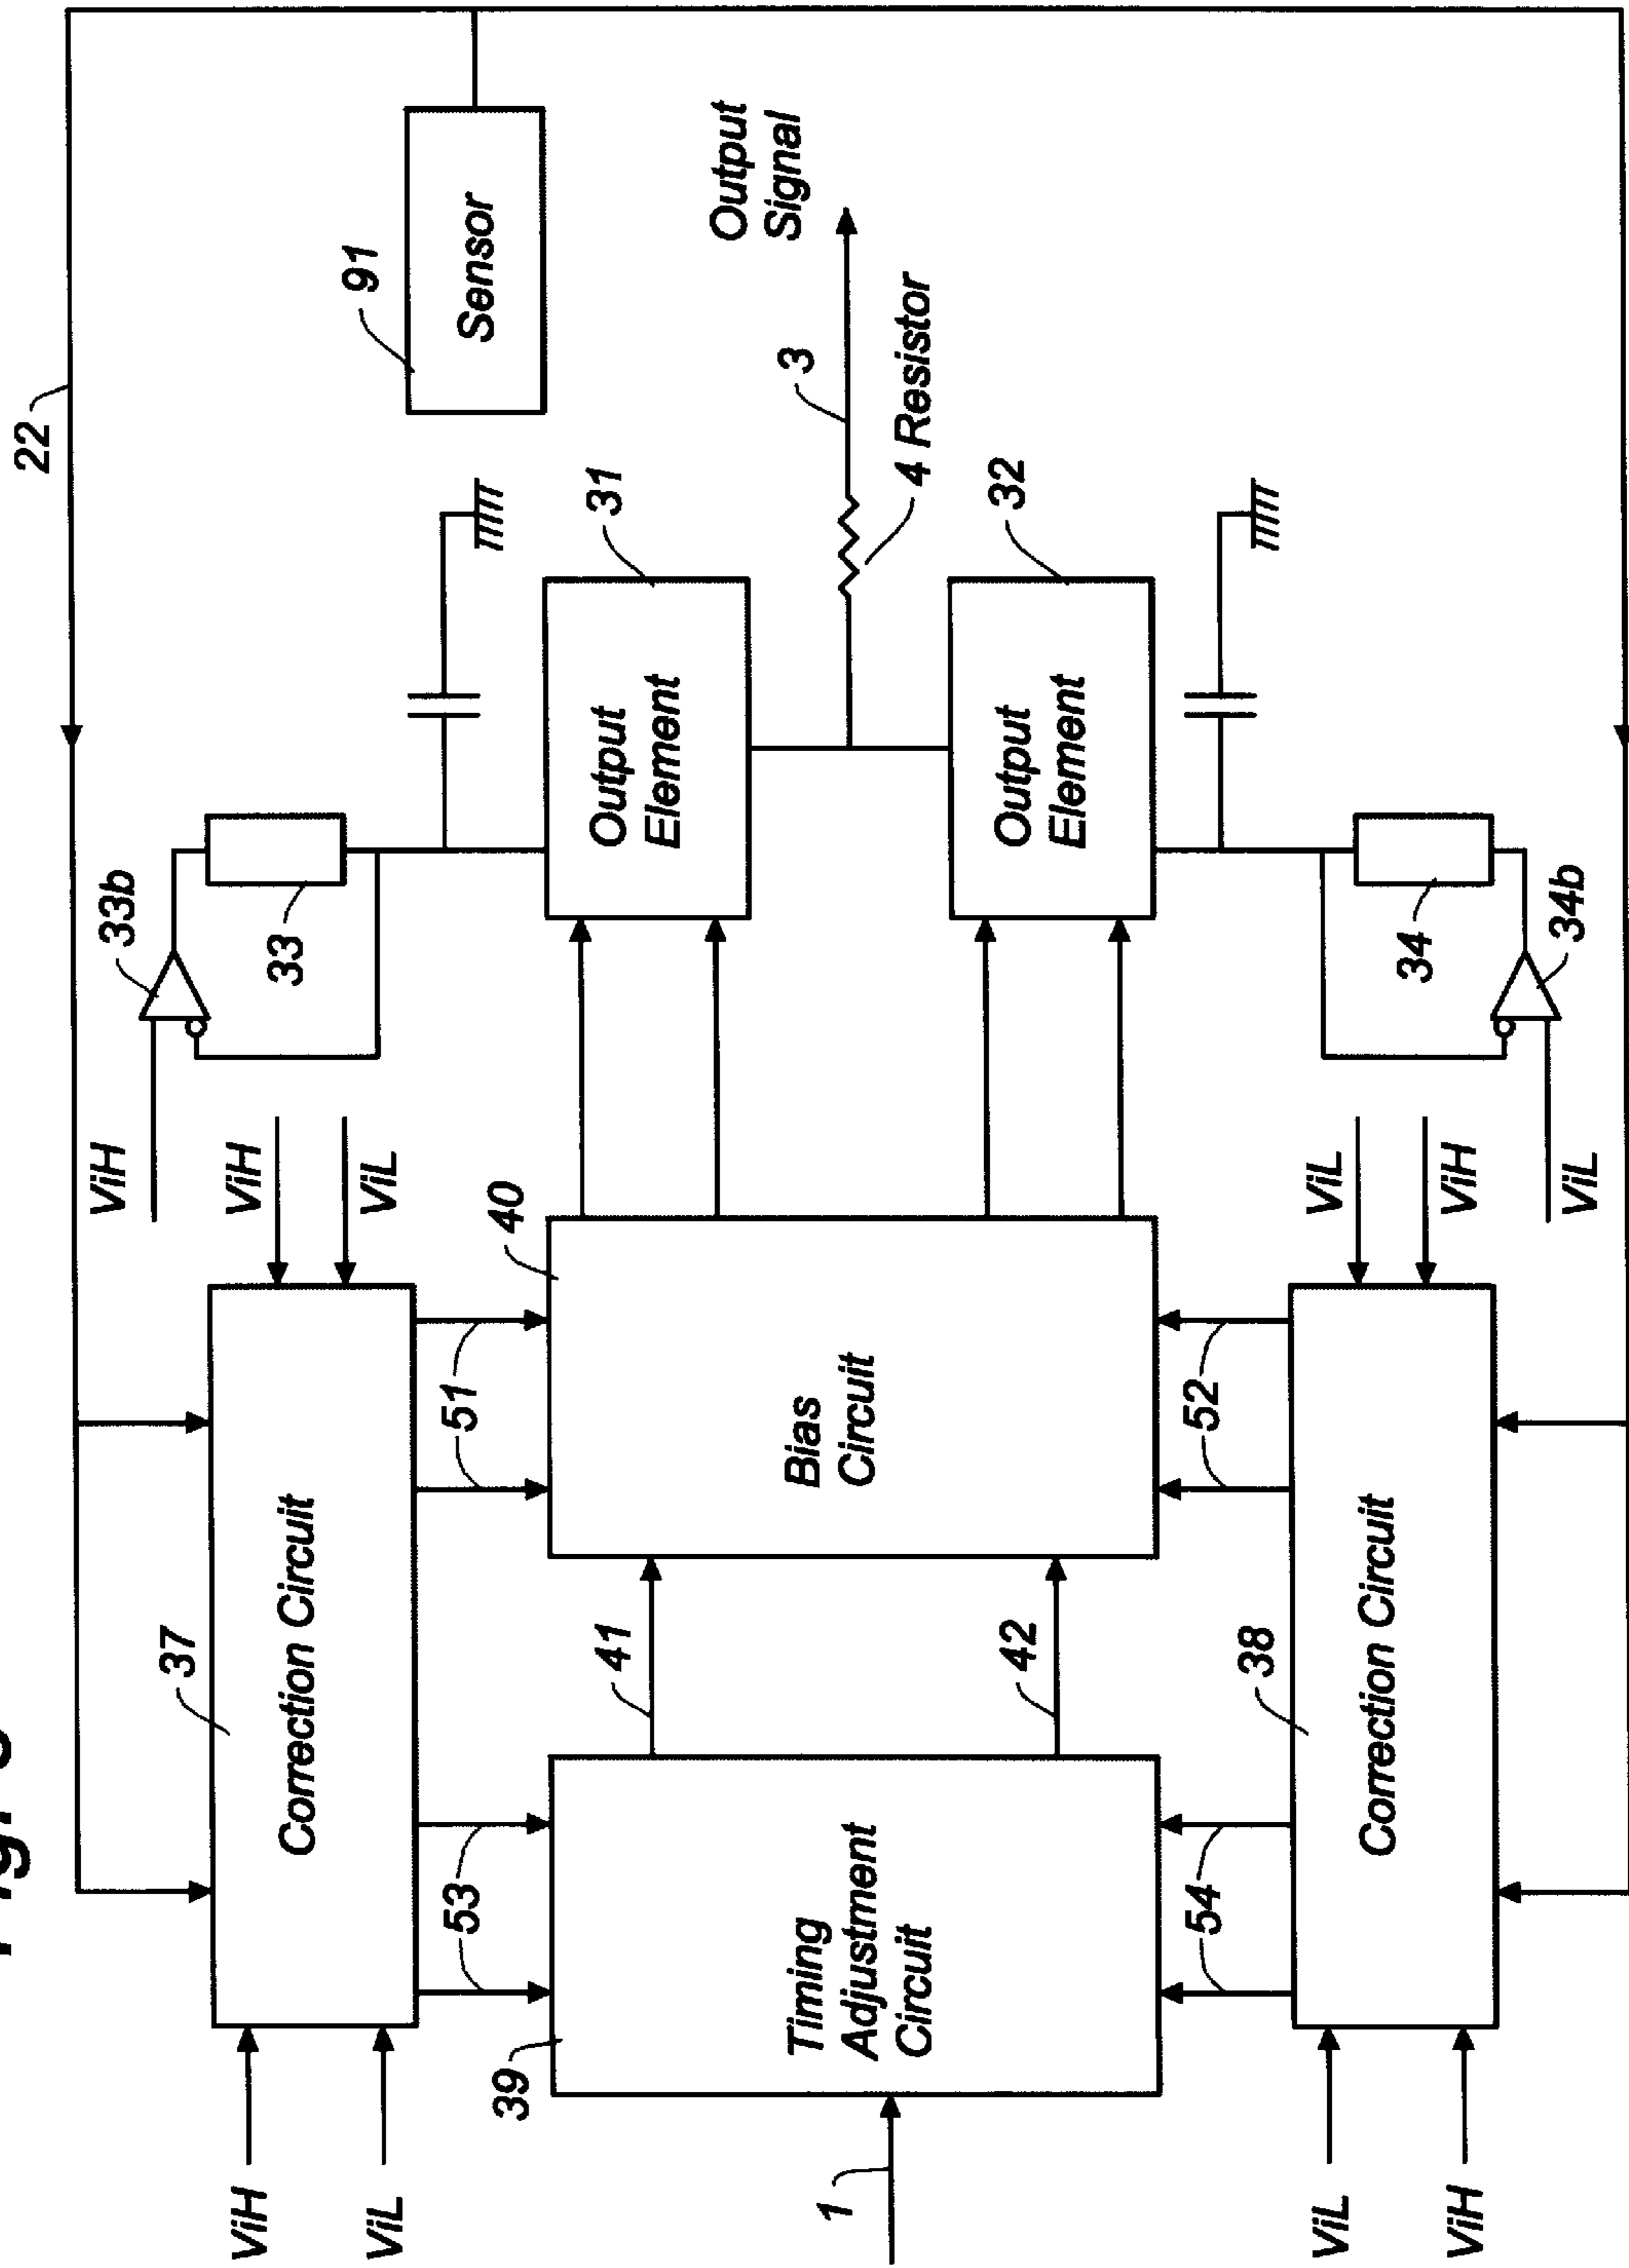 22
91
Sensor
ViH
33b
33
31
Output
Element
Output
Signal
3
4 Resistor
ViH
ViL
37
Correction Circuit
ViH
ViL
53
51
40
39
Timing
Adjustment
Circuit
41
42
Bias
Circuit
1
32
Output
Element
54
52
38
Correction Circuit
ViL
ViH
ViL
ViH
34
34b
ViL